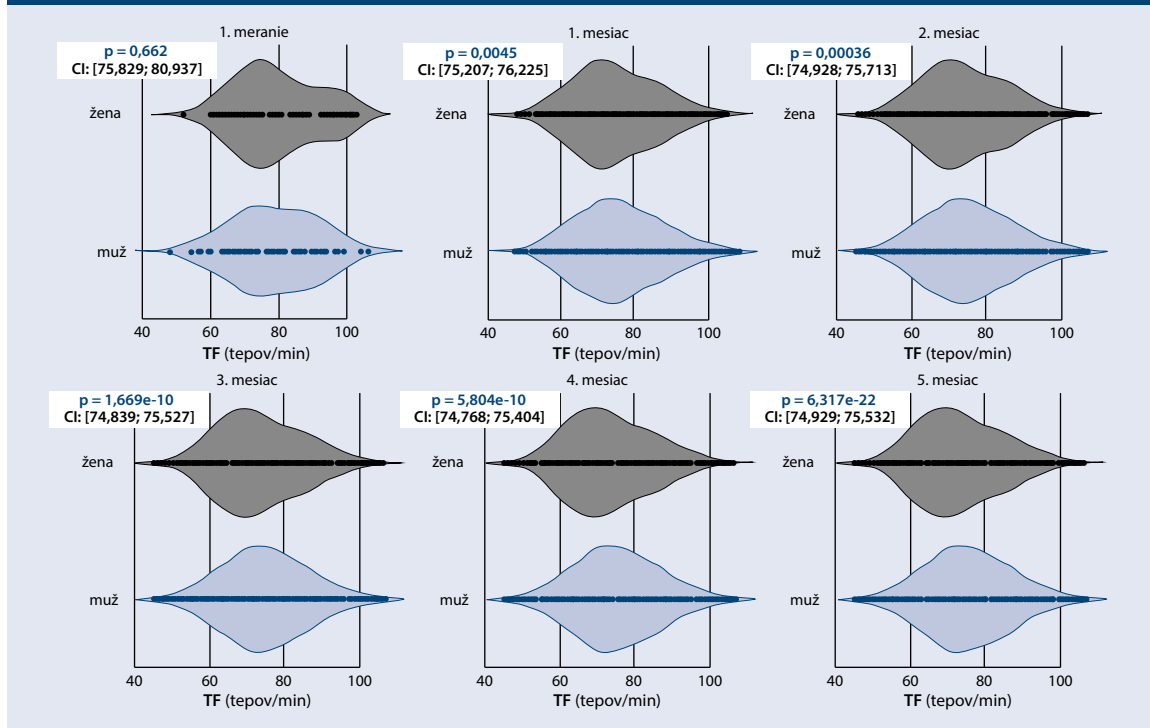 1. meranie
p = 0,662
CI: [75,829; 80,937]
žena
muž
40 60 80 100
TF (tepov/min)
1. mesiac
p = 0,0045
CI: [75,207; 76,225]
žena
muž
40 60 80 100
TF (tepov/min)
2. mesiac
p = 0,00036
CI: [74,928; 75,713]
žena
muž
40 60 80 100
TF (tepov/min)
3. mesiac
p = 1,669e-10
CI: [74,839; 75,527]
žena
muž
40 60 80 100
TF (tepov/min)
4. mesiac
p = 5,804e-10
CI: [74,768; 75,404]
žena
muž
40 60 80 100
TF (tepov/min)
5. mesiac
p = 6,317e-22
CI: [74,929; 75,532]
žena
muž
40 60 80 100
TF (tepov/min)